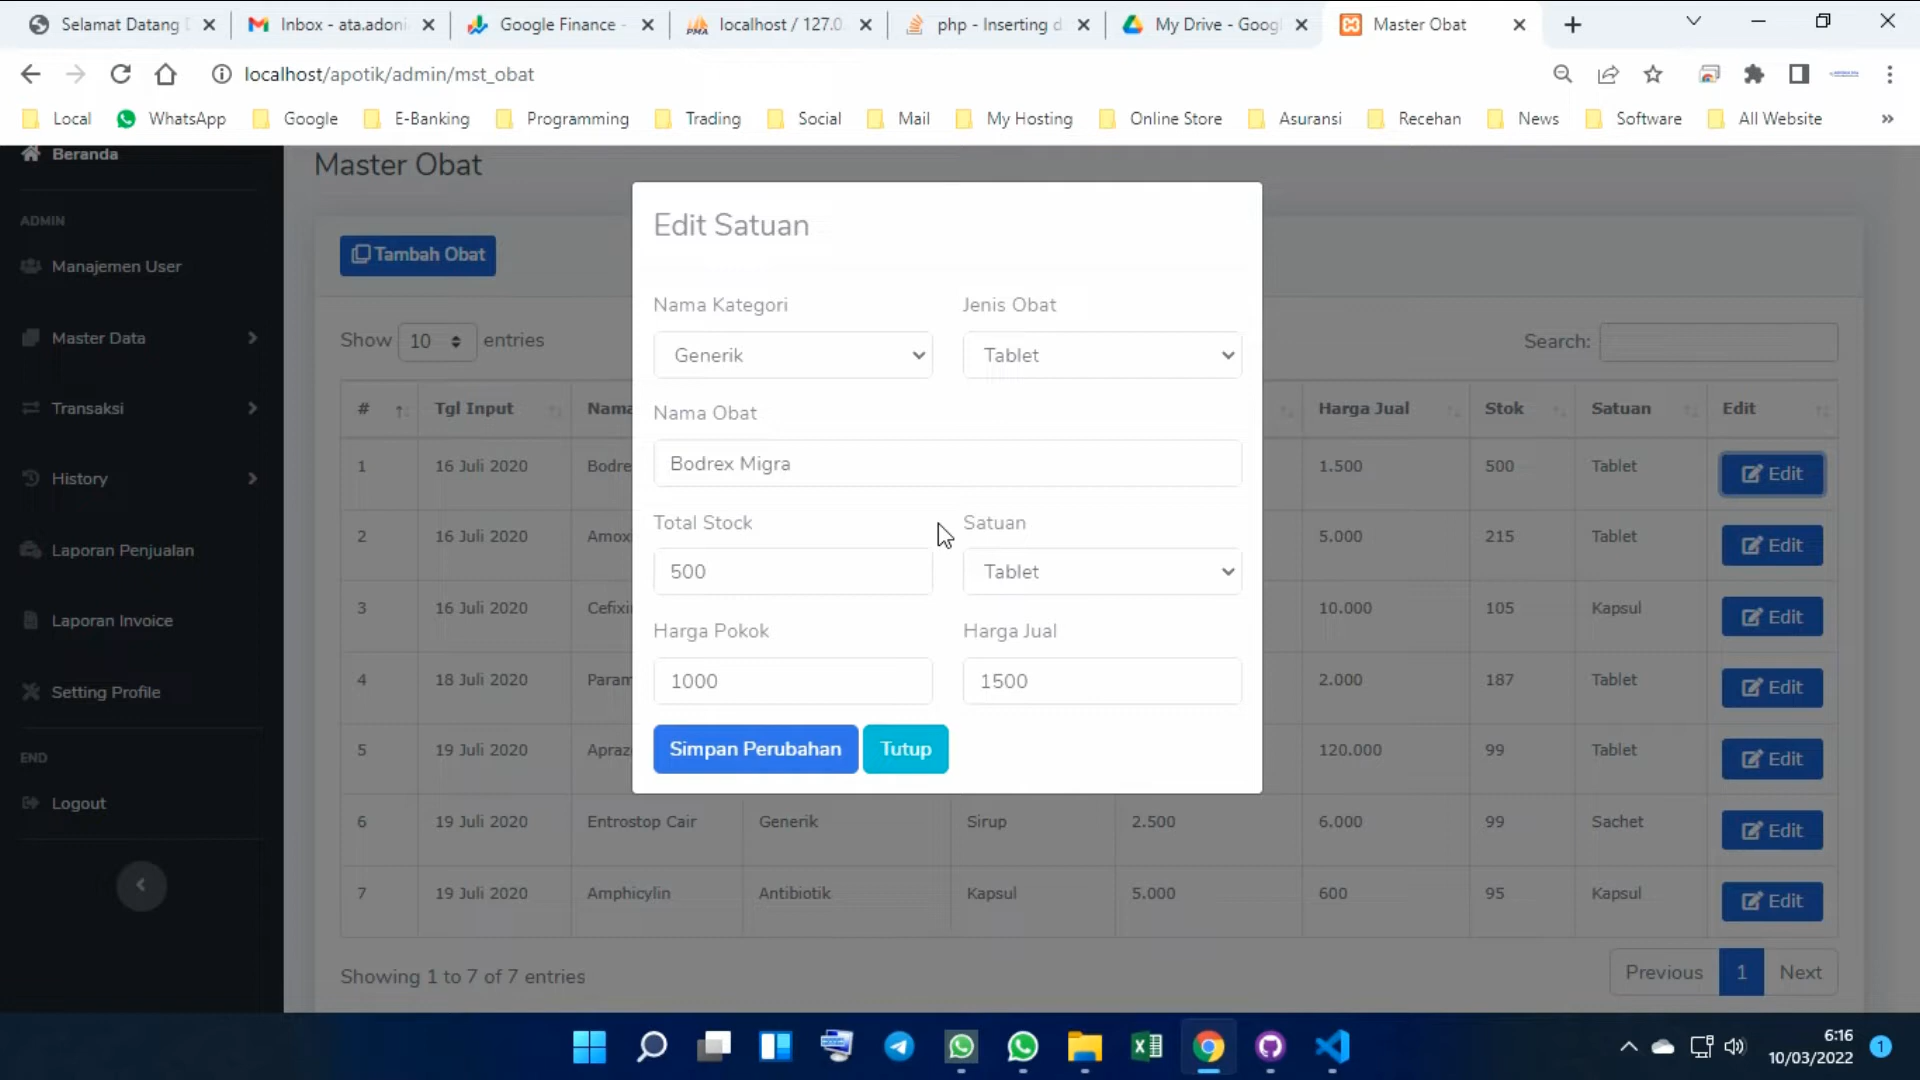 Selamat Datang
Inbox - ata.adoni
Google Finance -
localhost / 127.0.
php - Inserting d
My Drive - Googl
Master Obat
localhost/apotik/admin/mst_obat
Local
WhatsApp
Google
E-Banking
Programming
Trading
Social
Mail
My Hosting
Online Store
Asuransi
Recehan
News
Software
All Website
»
Beranda
ADMIN
Manajemen User
Master Data
Transaksi
History
Laporan Penjualan
Laporan Invoice
Setting Profile
END
Logout
Master Obat
Tambah Obat
Show 10 entries
Search:
# Tgl Input Nama Harga Jual Stok Satuan Edit
1 16 Juli 2020 Bodre 1.500 500 Tablet Edit
2 16 Juli 2020 Amox 5.000 215 Tablet Edit
3 16 Juli 2020 Cefixi 10.000 105 Kapsul Edit
4 18 Juli 2020 Param 2.000 187 Tablet Edit
5 19 Juli 2020 Apraz 120.000 99 Tablet Edit
6 19 Juli 2020 Entrostop Cair Generik Sirup 2.500 6.000 99 Sachet Edit
7 19 Juli 2020 Amphicylin Antibiotik Kapsul 5.000 600 95 Kapsul Edit
Showing 1 to 7 of 7 entries
Previous 1 Next
Edit Satuan
Nama Kategori Jenis Obat
Generik Tablet
Nama Obat
Bodrex Migra
Total Stock Satuan
500 Tablet
Harga Pokok Harga Jual
1000 1500
Simpan Perubahan Tutup
6:16
10/03/2022
1